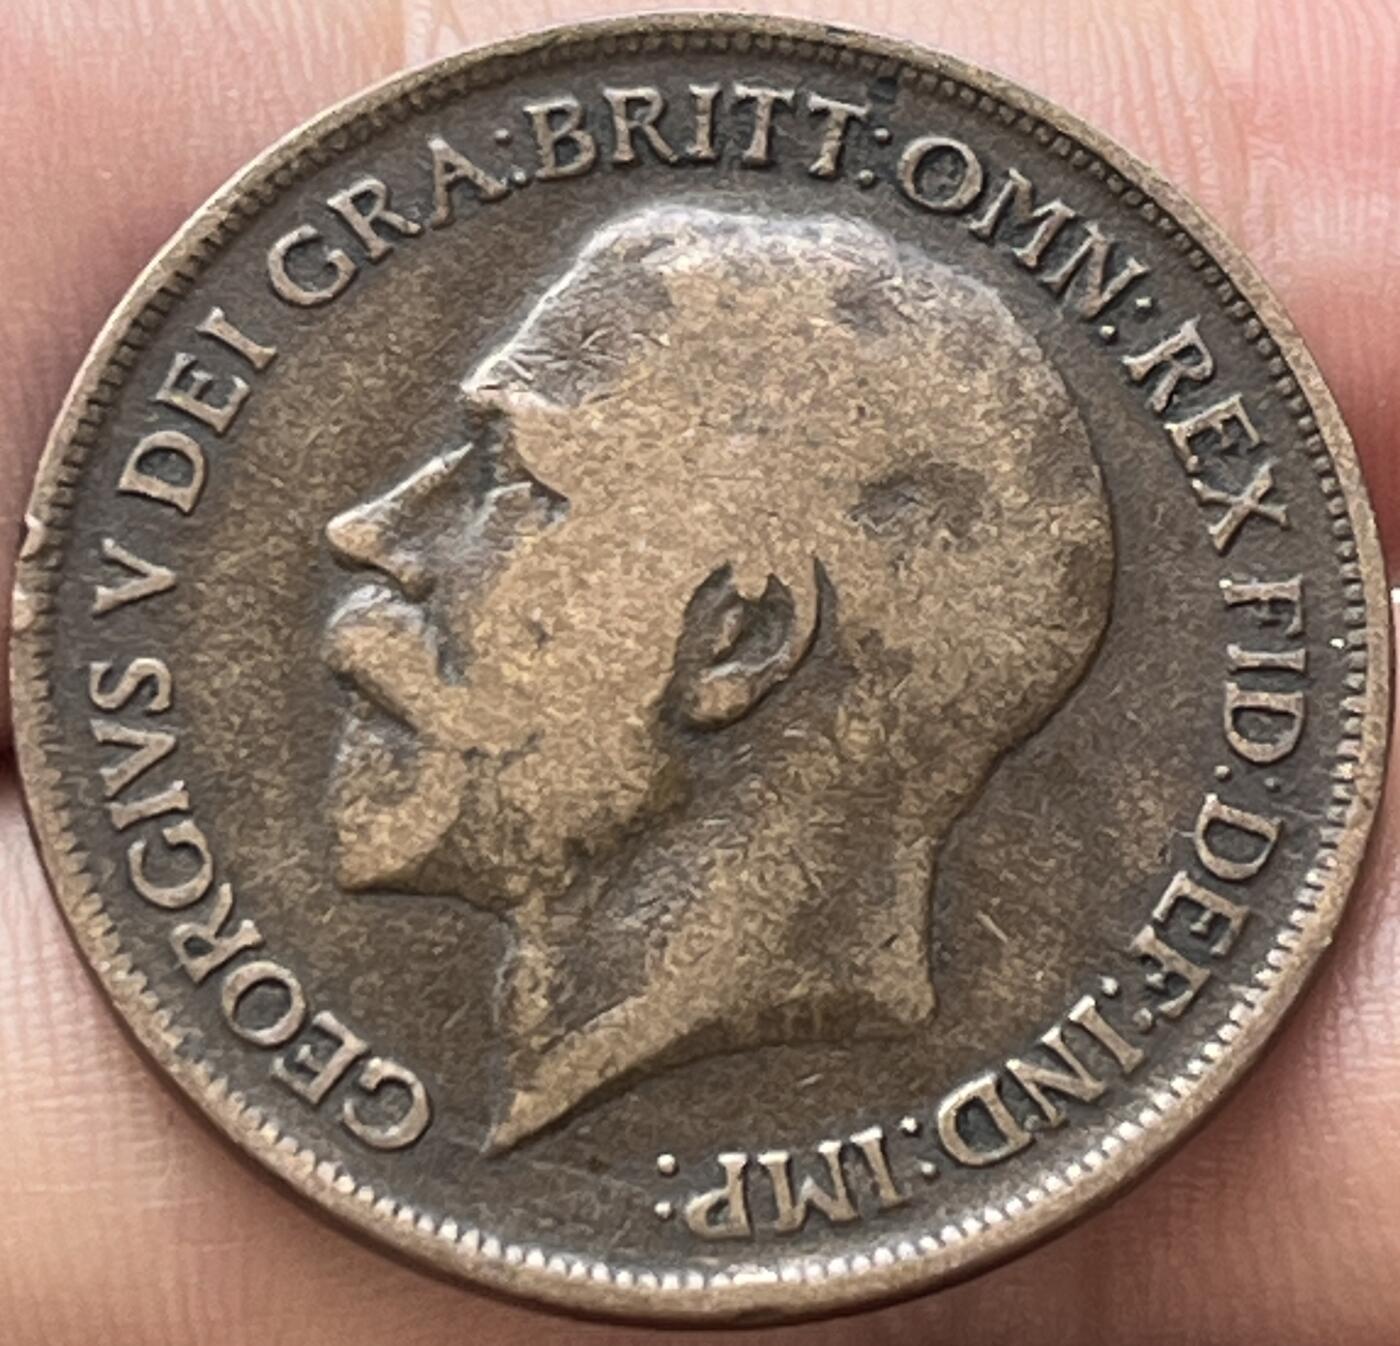 GEORGIVS V DEI GRA:BRITT:OMN:REX FID:DEF:IND:IMP: